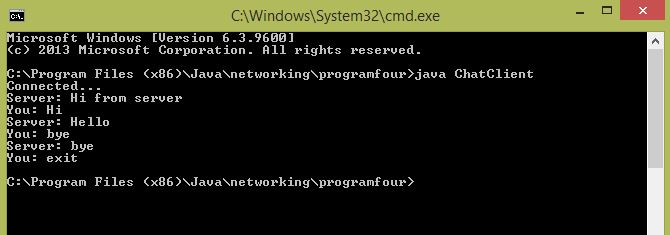 C:\Windows\System32\cmd.exe
Microsoft Windows [Version 6.3.9600]
(c) 2013 Microsoft Corporation. All rights reserved.
C:\Program Files (x86)\Java\networking\programfour>java ChatClient
Connected...
Server: Hi from server
You: Hi
Server: Hello
You: bye
Server: bye
You: exit
C:\Program Files (x86)\Java\networking\programfour>